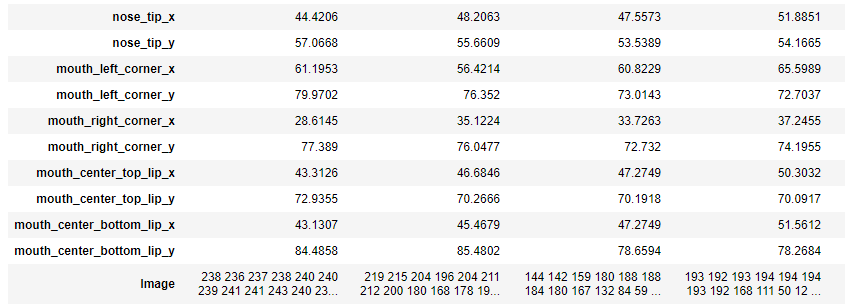 nose_tip_x 44.4206 48.2063 47.5573 51.8851
nose_tip_y 57.0668 55.6609 53.5389 54.1665
mouth_left_corner_x 61.1953 56.4214 60.8229 65.5989
mouth_left_corner_y 79.9702 76.352 73.0143 72.7037
mouth_right_corner_x 28.6145 35.1224 33.7263 37.2455
mouth_right_corner_y 77.389 76.0477 72.732 74.1955
mouth_center_top_lip_x 43.3126 46.6846 47.2749 50.3032
mouth_center_top_lip_y 72.9355 70.2666 70.1918 70.0917
mouth_center_bottom_lip_x 43.1307 45.4679 47.2749 51.5612
mouth_center_bottom_lip_y 84.4858 85.4802 78.6594 78.2684
Image 238 236 237 238 240 240 219 215 204 196 204 211 144 142 159 180 188 188 193 192 193 194 194 194
239 241 241 243 240 23... 212 200 180 168 178 19... 184 180 167 132 84 59 ... 193 192 168 111 50 12 ...